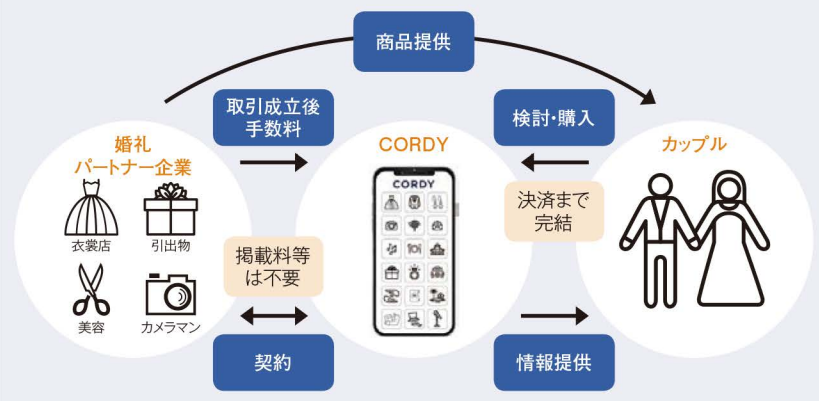 商品提供
取引成立後
手数料
検討・購入
婚礼
パートナー企業
CORDY
カップル
CORDY
衣裳店
引出物
美容
カメラマン
掲載料等
は不要
決済まで
完結
契約
情報提供